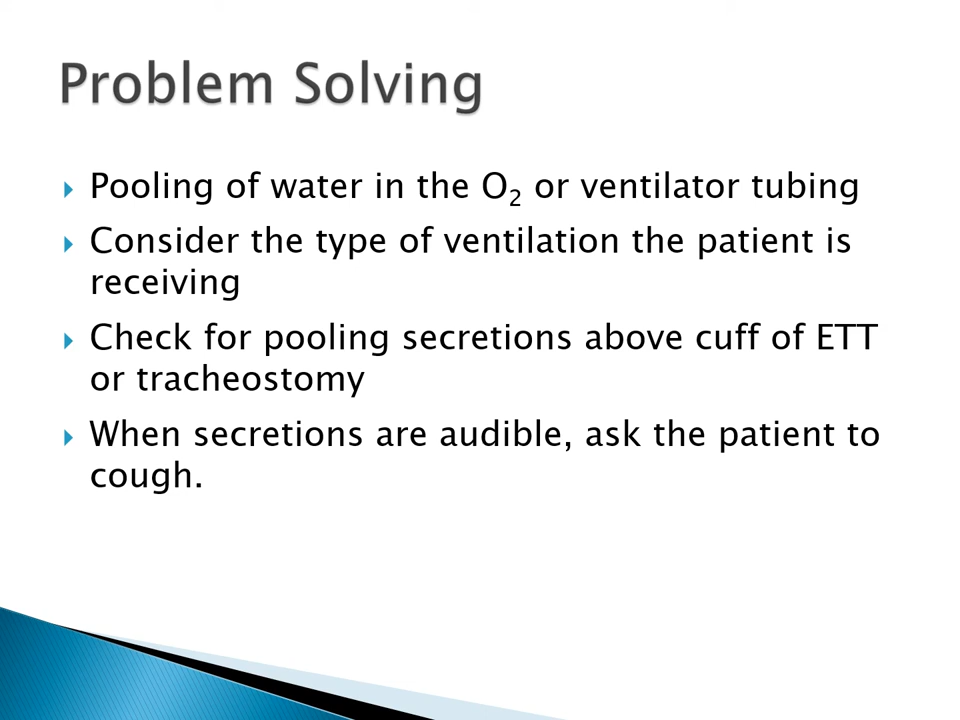 Problem Solving
Pooling of water in the O₂ or ventilator tubing
Consider the type of ventilation the patient is
receiving
Check for pooling secretions above cuff of ETT
or tracheostomy
When secretions are audible, ask the patient to
cough.